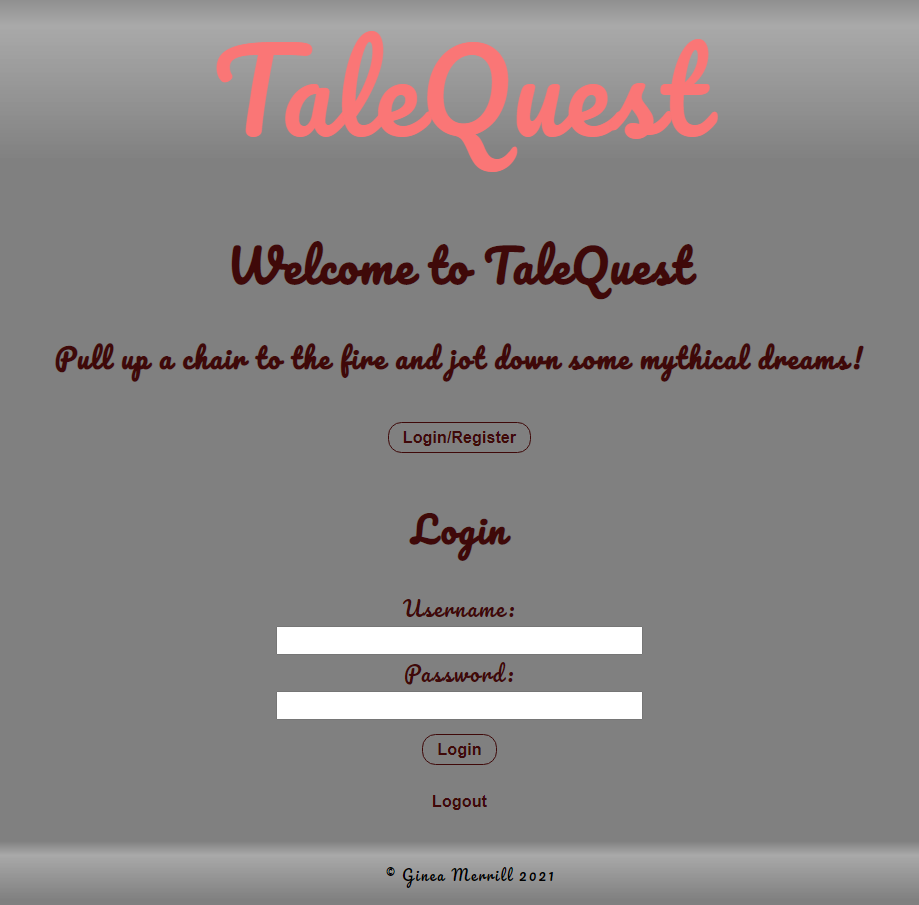 TaleQuest
Welcome to TaleQuest
Pull up a chair to the fire and jot down some mythical dreams!
Login/Register
Login
Username:
Password:
Login
Logout
© Ginea Merrill 2021